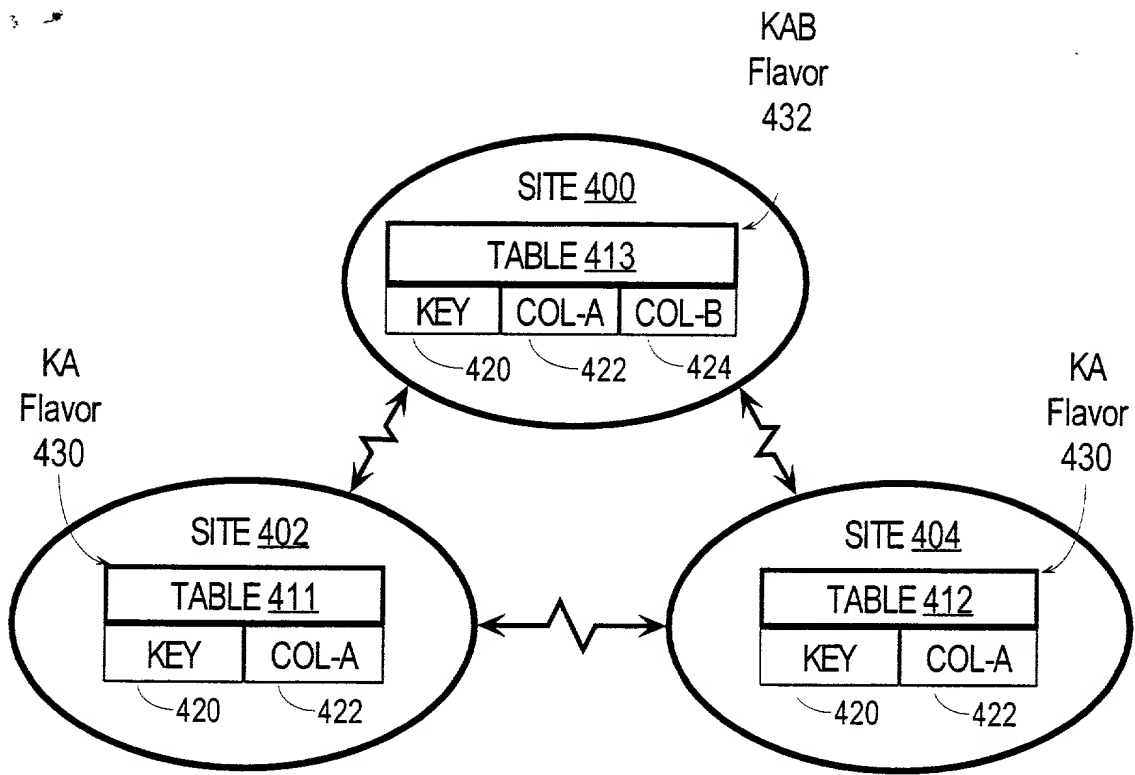 KAB
Flavor
432
SITE 400
TABLE 413
KEY COL-A COL-B
420 422 424
KA
Flavor
430
KA
Flavor
430
SITE 402
TABLE 411
KEY COL-A
420 422
SITE 404
TABLE 412
KEY COL-A
420 422